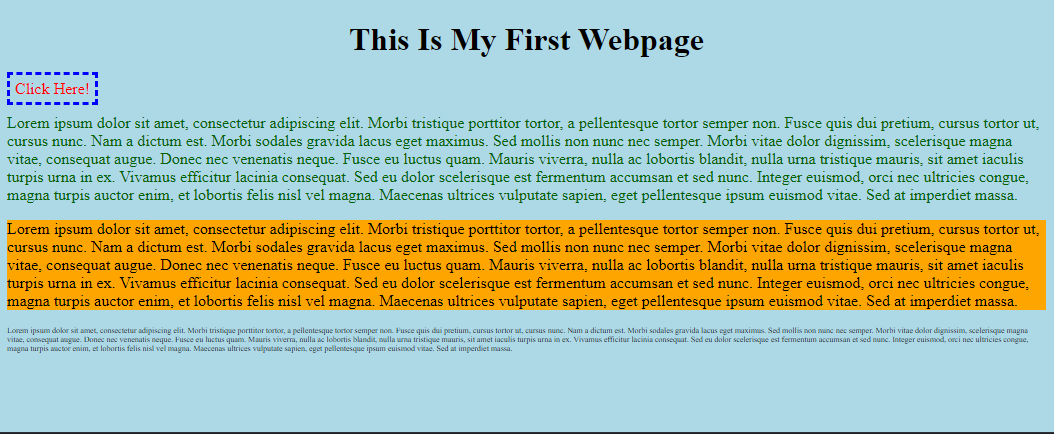 This Is My First Webpage
Click Here!
Lorem ipsum dolor sit amet, consectetur adipiscing elit. Morbi tristique porttitor tortor, a pellentesque tortor semper non. Fusce quis dui pretium, cursus tortor ut,
cursus nunc. Nam a dictum est. Morbi sodales gravida lacus eget maximus. Sed mollis non nunc nec semper. Morbi vitae dolor dignissim, scelerisque magna
vitae, consequat augue. Donec nec venenatis neque. Fusce eu luctus quam. Mauris viverra, nulla ac lobortis blandit, nulla urna tristique mauris, sit amet iaculis
turpis urna in ex. Vivamus efficitur lacinia consequat. Sed eu dolor scelerisque est fermentum accumsan et sed nunc. Integer euismod, orci nec ultricies congue,
magna turpis auctor enim, et lobortis felis nisl vel magna. Maecenas ultrices vulputate sapien, eget pellentesque ipsum euismod vitae. Sed at imperdiet massa.
Lorem ipsum dolor sit amet, consectetur adipiscing elit. Morbi tristique porttitor tortor, a pellentesque tortor semper non. Fusce quis dui pretium, cursus tortor ut,
cursus nunc. Nam a dictum est. Morbi sodales gravida lacus eget maximus. Sed mollis non nunc nec semper. Morbi vitae dolor dignissim, scelerisque magna
vitae, consequat augue. Donec nec venenatis neque. Fusce eu luctus quam. Mauris viverra, nulla ac lobortis blandit, nulla urna tristique mauris, sit amet iaculis
turpis urna in ex. Vivamus efficitur lacinia consequat. Sed eu dolor scelerisque est fermentum accumsan et sed nunc. Integer euismod, orci nec ultricies congue,
magna turpis auctor enim, et lobortis felis nisl vel magna. Maecenas ultrices vulputate sapien, eget pellentesque ipsum euismod vitae. Sed at imperdiet massa.
Lorem ipsum dolor sit amet, consectetur adipiscing elit. Morbi tristique porttitor tortor, a pellentesque tortor semper non. Fusce quis dui pretium, cursus tortor ut, cursus nunc. Nam a dictum est. Morbi sodales gravida lacus eget maximus. Sed mollis non nunc nec semper. Morbi vitae dolor dignissim, scelerisque magna
vitae, consequat augue. Donec nec venenatis neque. Fusce eu luctus quam. Mauris viverra, nulla ac lobortis blandit, nulla urna tristique mauris, sit amet iaculis turpis urna in ex. Vivamus efficitur lacinia consequat. Sed eu dolor scelerisque est fermentum accumsan et sed nunc. Integer euismod, orci nec ultricies congue,
magna turpis auctor enim, et lobortis felis nisl vel magna. Maecenas ultrices vulputate sapien, eget pellentesque ipsum euismod vitae. Sed at imperdiet massa.